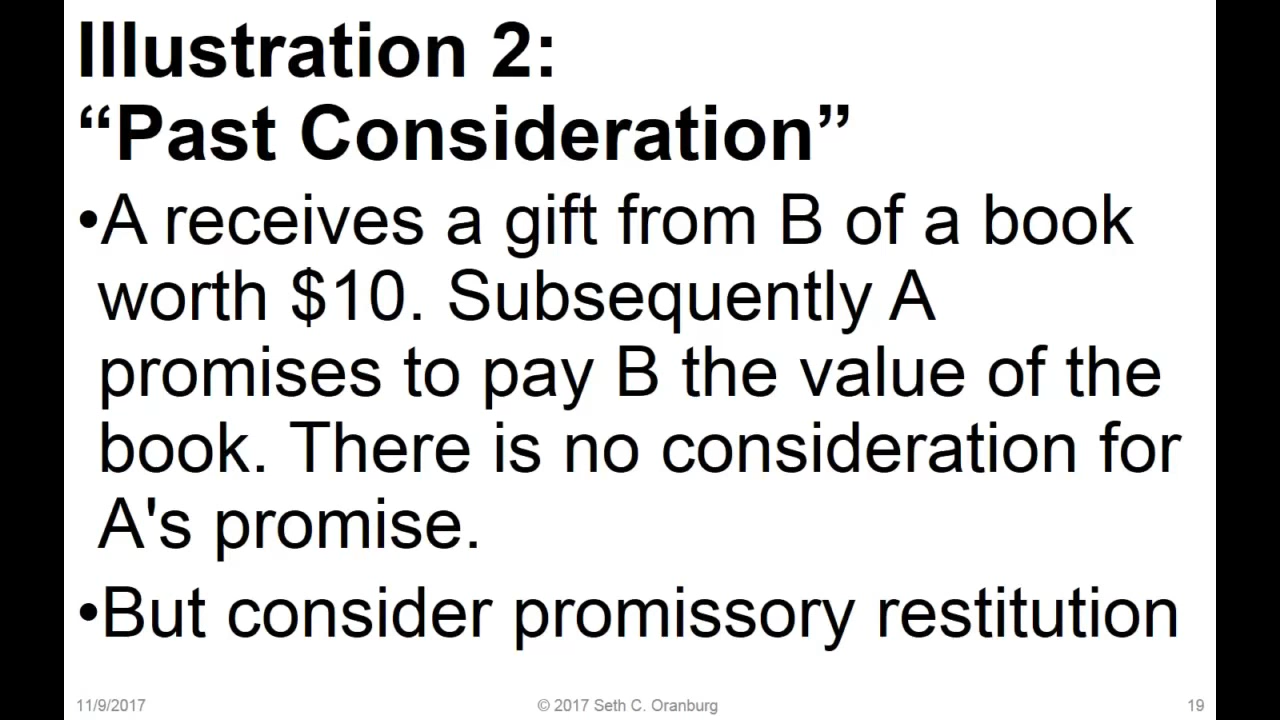 Illustration 2:
“Past Consideration”
•A receives a gift from B of a book
worth $10. Subsequently A
promises to pay B the value of the
book. There is no consideration for
A's promise.
•But consider promissory restitution
11/9/2017
© 2017 Seth C. Oranburg
19